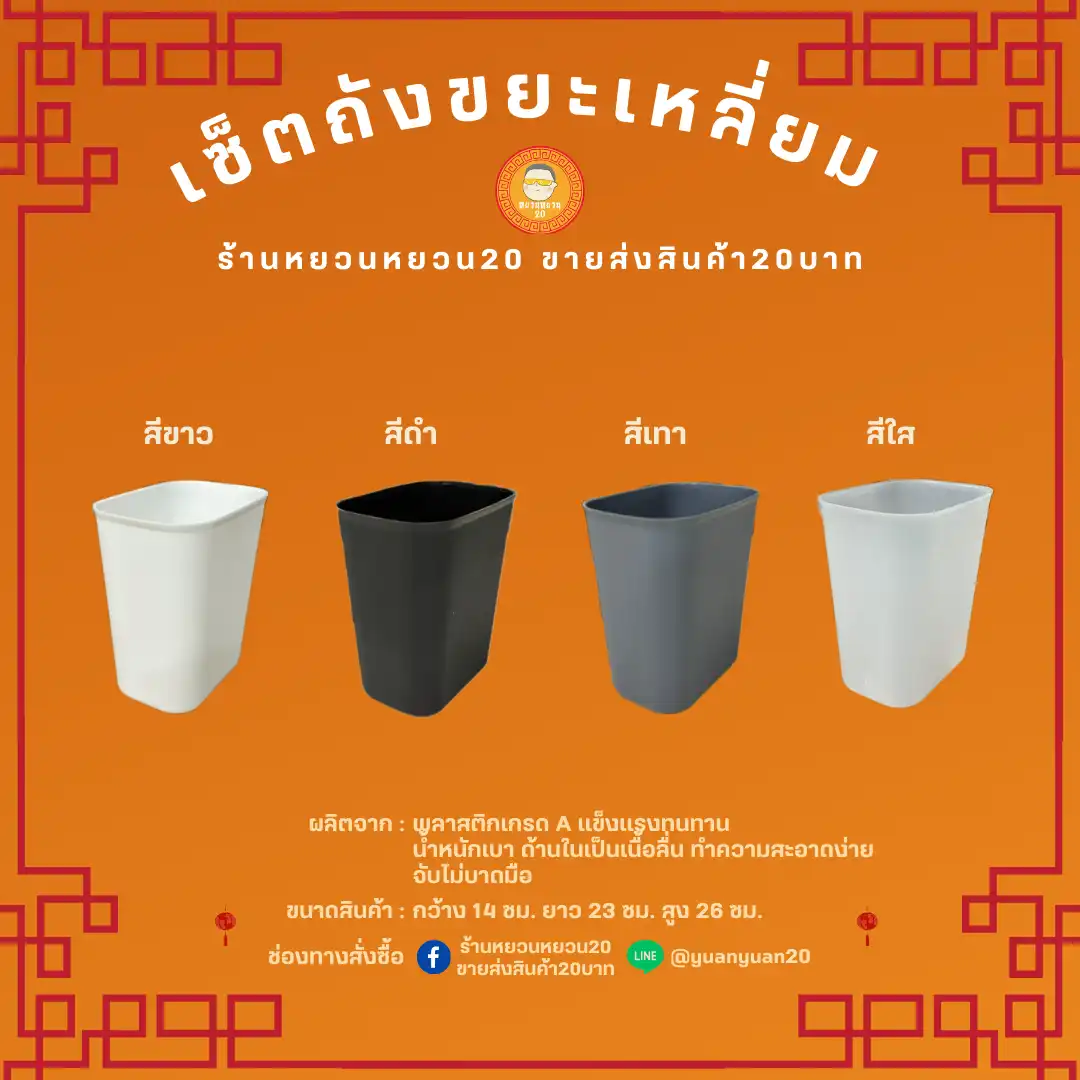 เซ็ตถังขยะเหลี่ยม
หยวนหยวน
20
ร้านหยวนหยวน20 ขายส่งสินค้า20บาท
สีขาว สีดำ สีเทา สีใส
ผลิตจาก : พลาสติกเกรด A แข็งแรงทนทาน
น้ำหนักเบา ด้านในเป็นเนื้อลื่น ทำความสะอาดง่าย
จับไม่บาดมือ
ขนาดสินค้า : กว้าง 14 ซม. ยาว 23 ซม. สูง 26 ซม.
ช่องทางสั่งซื้อ f ร้านหยวนหยวน20 LINE @yuanyuan20
ขายส่งสินค้า20บาท